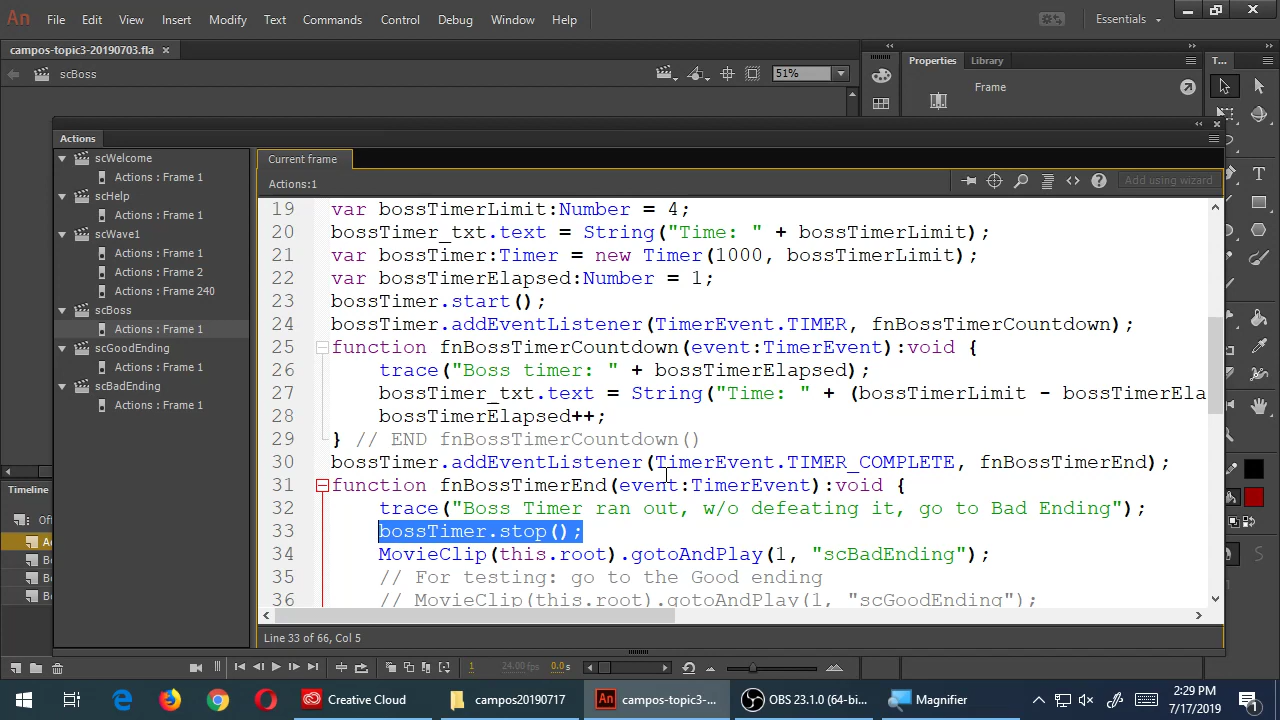 An File Edit View Insert Modify Text Commands Control Debug Window Help Essentials
campos-topic3-20190703.fla ×
scBoss 51%
Properties Library T...
Frame
Actions
Current frame
Actions:1 Add using wizard
scWelcome
Actions : Frame 1
scHelp
Actions : Frame 1
scWave1
Actions : Frame 1
Actions : Frame 2
Actions : Frame 240
scBoss
Actions : Frame 1
scGoodEnding
Actions : Frame 1
scBadEnding
Actions : Frame 1
19 var bossTimerLimit:Number = 4;
20 bossTimer_txt.text = String("Time: " + bossTimerLimit);
21 var bossTimer:Timer = new Timer(1000, bossTimerLimit);
22 var bossTimerElapsed:Number = 1;
23 bossTimer.start();
24 bossTimer.addEventListener(TimerEvent.TIMER, fnBossTimerCountdown);
25 function fnBossTimerCountdown(event:TimerEvent):void {
26 trace("Boss timer: " + bossTimerElapsed);
27 bossTimer_txt.text = String("Time: " + (bossTimerLimit - bossTimerEla
28 bossTimerElapsed++;
29 } // END fnBossTimerCountdown()
30 bossTimer.addEventListener(TimerEvent.TIMER_COMPLETE, fnBossTimerEnd);
31 function fnBossTimerEnd(event:TimerEvent):void {
32 trace("Boss Timer ran out, w/o defeating it, go to Bad Ending");
33 bossTimer.stop();
34 MovieClip(this.root).gotoAndPlay(1, "scBadEnding");
35 // For testing: go to the Good ending
36 // MovieClip(this.root).gotoAndPlay(1, "scGoodEnding");
Line 33 of 66, Col 5
Timeline
Of
A
Bo
Bo
Bo
1 24.00 fps 0.0 s
Creative Cloud campos20190717 An campos-topic3-... OBS 23.1.0 (64-bi... Magnifier 2:29 PM
7/17/2019
1